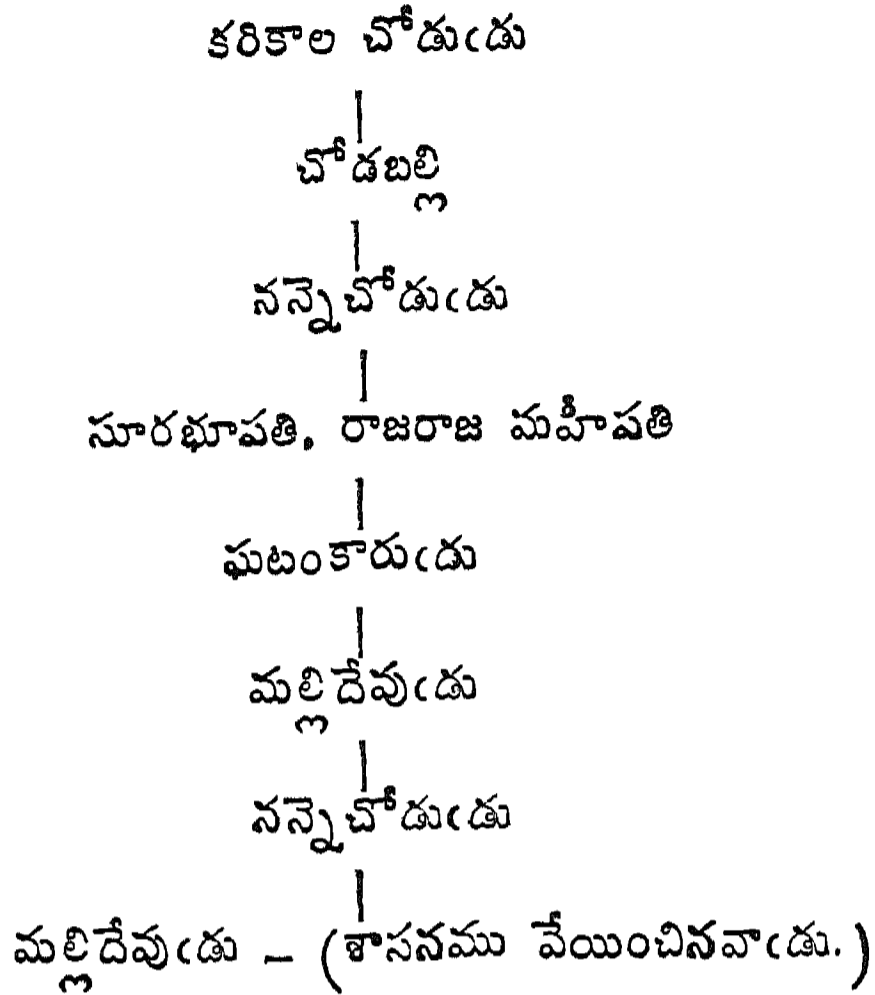 కరికాల చోడుఁడు
చోడబల్లి
నన్నెచోడుఁడు
సూరభూపతి, రాజరాజ మహీపతి
ఘటంకారుఁడు
మల్లిదేవుఁడు
నన్నెచోడుఁడు
మల్లిదేవుఁడు – (శాసనము వేయించినవాఁడు.)